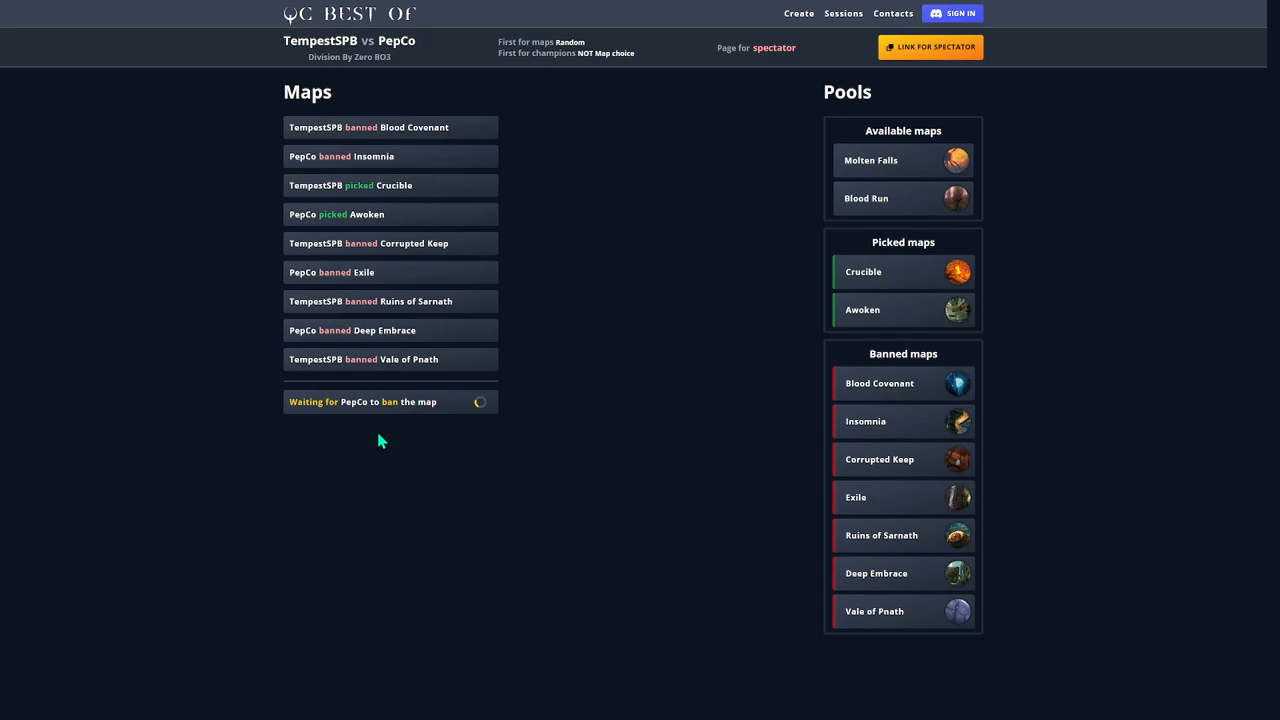 QC BEST OF
Create Sessions Contacts SIGN IN
TempestSPB vs PepCo
Division By Zero BO3
First for maps Random
First for champions NOT Map choice
Page for spectator
LINK FOR SPECTATOR
Maps
TempestSPB banned Blood Covenant
PepCo banned Insomnia
TempestSPB picked Crucible
PepCo picked Awoken
TempestSPB banned Corrupted Keep
PepCo banned Exile
TempestSPB banned Ruins of Sarnath
PepCo banned Deep Embrace
TempestSPB banned Vale of Pnath
Waiting for PepCo to ban the map
Pools
Available maps
Molten Falls
Blood Run
Picked maps
Crucible
Awoken
Banned maps
Blood Covenant
Insomnia
Corrupted Keep
Exile
Ruins of Sarnath
Deep Embrace
Vale of Pnath